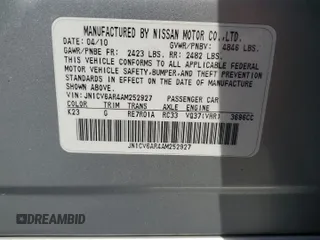 MANUFACTURED BY NISSAN MOTOR CO.,LTD.
DATE: 04/10 GVWR/PNBV: 4848 LBS.
GAWR/PNBE FR: 2423 LBS. RR: 2482 LBS.
THIS VEHICLE CONFORMS TO ALL APPLICABLE FEDERAL
MOTOR VEHICLE SAFETY,BUMPER,AND THEFT PREVENTION
STANDARDS IN EFFECT ON THE DATE OF MANUFACTURE
SHOWN ABOVE.
VIN:JN1CV6AR4AM252927 PASSENGER CAR
COLOR TRIM TRANS AXLE ENGINE
K23 G RE7R01A RC33 VQ37(VHR) 3696CC
JN1CV6AR4AM252927
DREAMBID